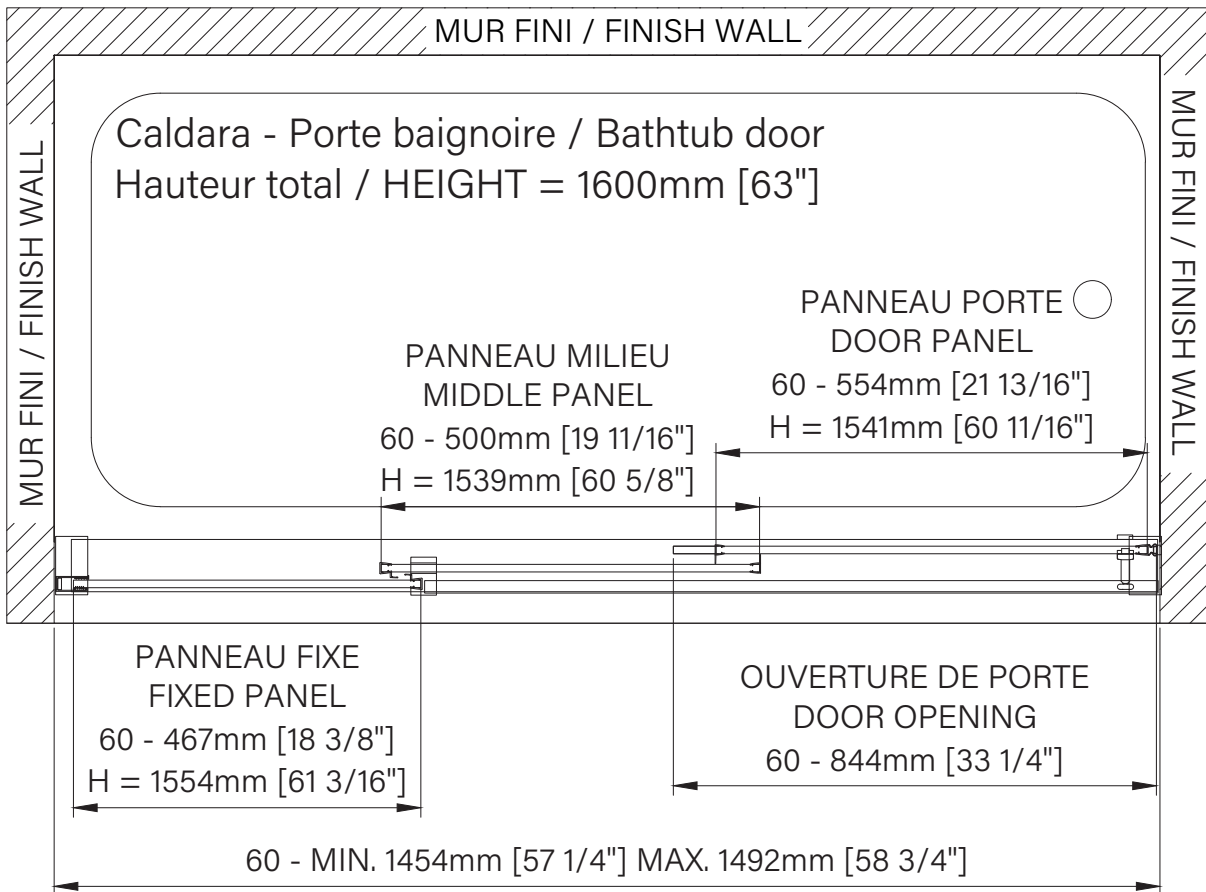 MUR FINI / FINISH WALL
MUR FINI / FINISH WALL
MUR FINI / FINISH WALL
Caldara - Porte baignoire / Bathtub door
Hauteur total / HEIGHT = 1600mm [63"]
PANNEAU PORTE
DOOR PANEL
60 - 554mm [21 13/16"]
H = 1541mm [60 11/16"]
PANNEAU MILIEU
MIDDLE PANEL
60 - 500mm [19 11/16"]
H = 1539mm [60 5/8"]
PANNEAU FIXE
FIXED PANEL
60 - 467mm [18 3/8"]
H = 1554mm [61 3/16"]
OUVERTURE DE PORTE
DOOR OPENING
60 - 844mm [33 1/4"]
60 - MIN. 1454mm [57 1/4"] MAX. 1492mm [58 3/4"]